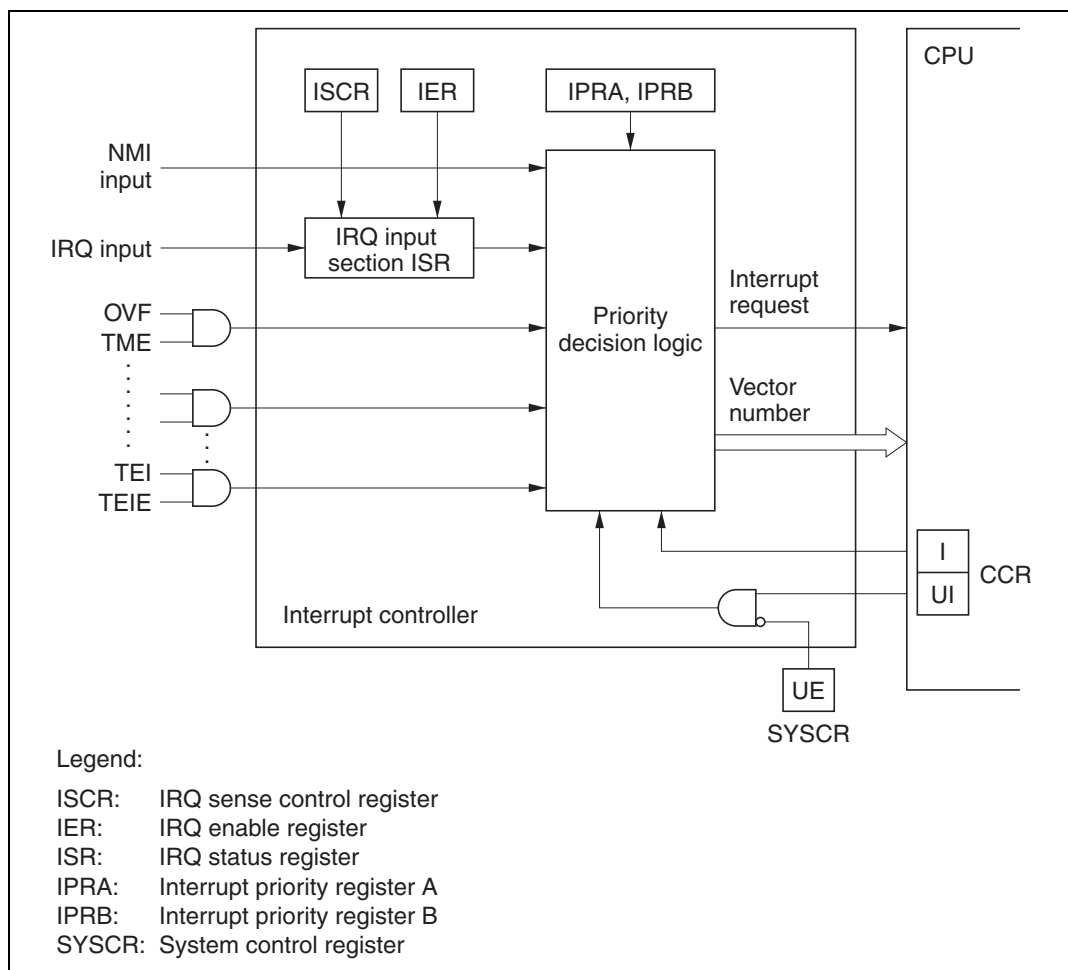 CPU
ISCR
IER
IPRA, IPRB
NMI
input
IRQ input
IRQ input
section ISR
OVF
TME
Priority
decision logic
Interrupt
request
Vector
number
TEI
TEIE
I
UI
CCR
Interrupt controller
UE
SYSCR
Legend:
ISCR: IRQ sense control register
IER: IRQ enable register
ISR: IRQ status register
IPRA: Interrupt priority register A
IPRB: Interrupt priority register B
SYSCR: System control register